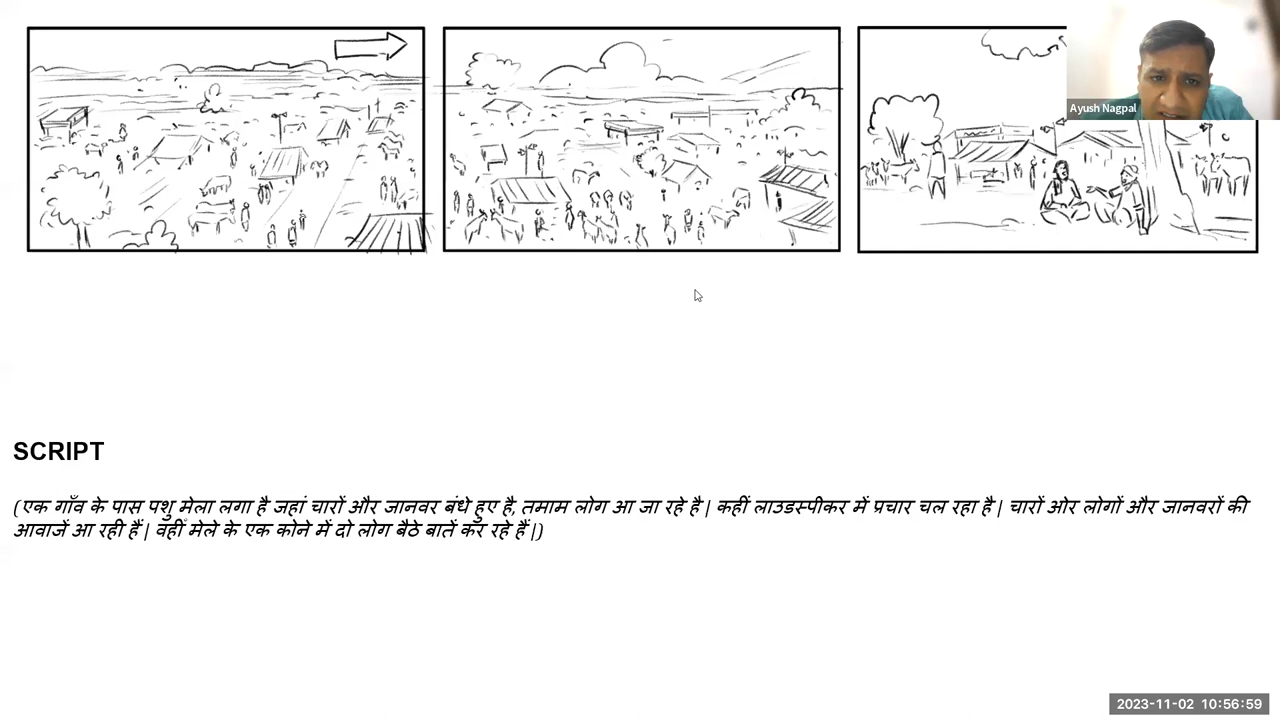 Ayush Nagpal
SCRIPT
(एक गाँव के पास पशु मेला लगा है जहां चारों और जानवर बंधे हुए है, तमाम लोग आ जा रहे है | कहीं लाउडस्पीकर में प्रचार चल रहा है | चारों ओर लोगों और जानवरों की
आवाजें आ रही हैं | वहीँ मेले के एक कोने में दो लोग बैठे बातें कर रहे हैं |)
2023-11-02 10:56:59